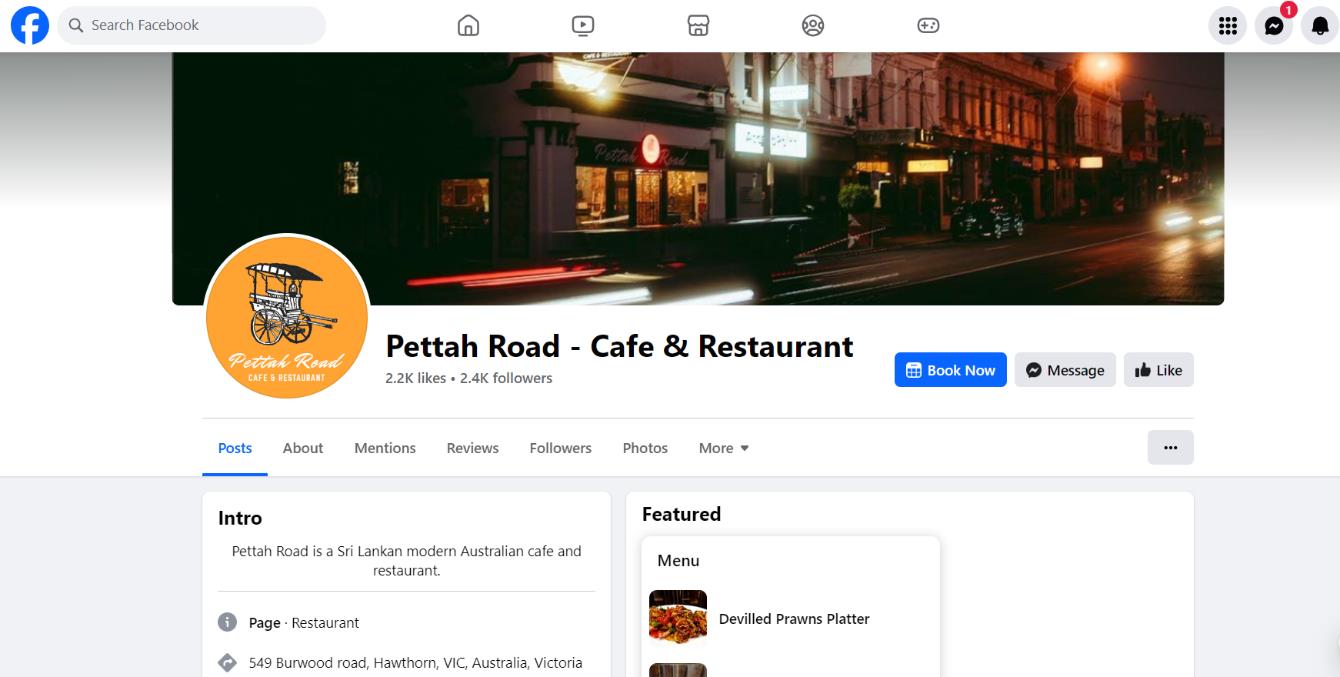 Search Facebook
1
Pettah Road
Pettah Road
CAFE & RESTAURANT
Pettah Road - Cafe & Restaurant
2.2K likes • 2.4K followers
Book Now
Message
Like
Posts
About
Mentions
Reviews
Followers
Photos
More
Intro
Pettah Road is a Sri Lankan modern Australian cafe and
restaurant.
Page · Restaurant
549 Burwood road, Hawthorn, VIC, Australia, Victoria
Featured
Menu
Devilled Prawns Platter